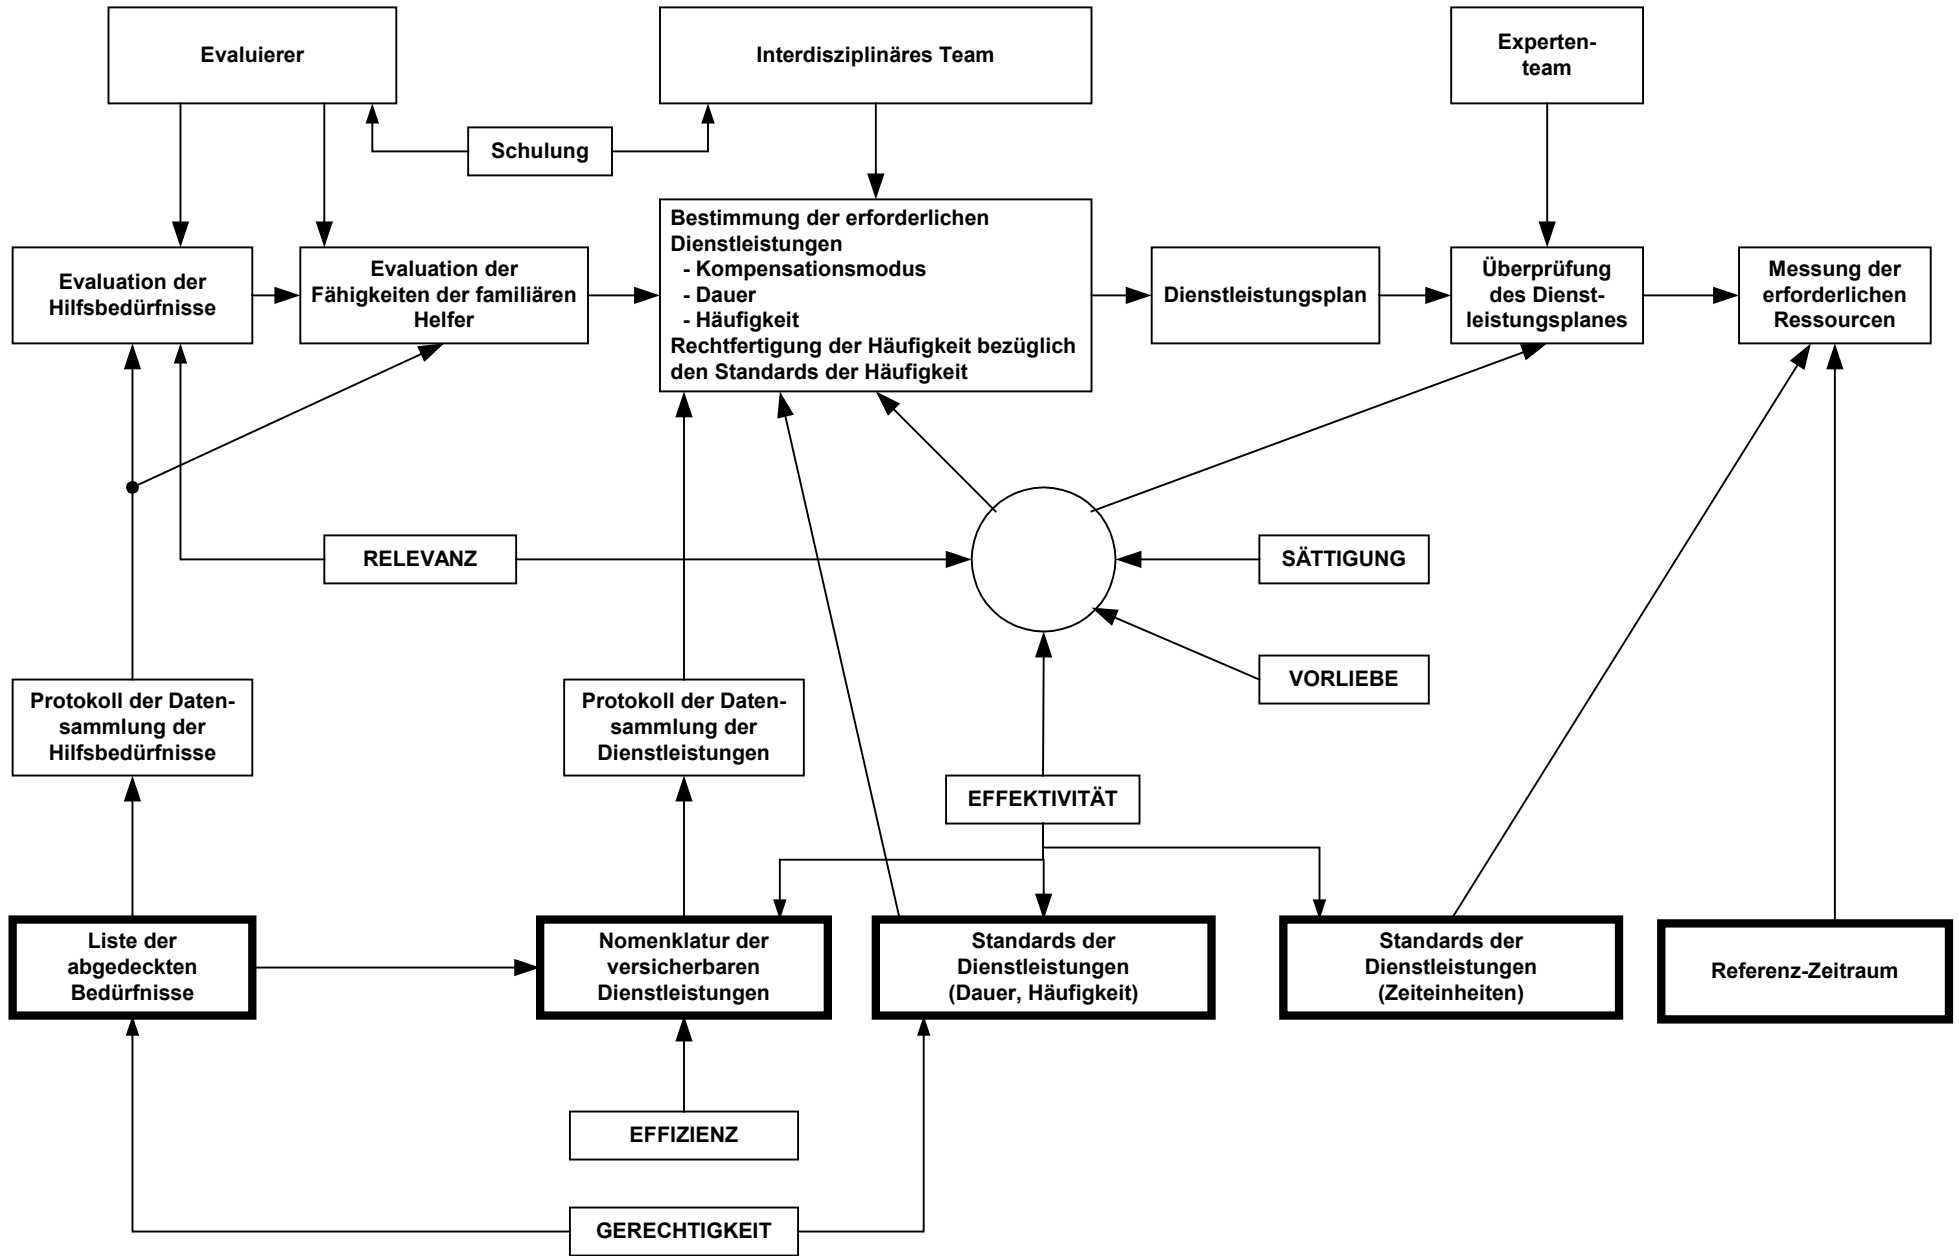 Evaluierer
Interdisziplinäres Team
Experten-
team
Schulung
Evaluation der
Hilfsbedürfnisse
Evaluation der
Fähigkeiten der familiären
Helfer
Bestimmung der erforderlichen
Dienstleistungen
- Kompensationsmodus
- Dauer
- Häufigkeit
Rechtfertigung der Häufigkeit bezüglich
den Standards der Häufigkeit
Dienstleistungsplan
Überprüfung
des Dienst-
leistungsplanes
Messung der
erforderlichen
Ressourcen
RELEVANZ
SÄTTIGUNG
VORLIEBE
Protokoll der Daten-
sammlung der
Hilfsbedürfnisse
Protokoll der Daten-
sammlung der
Dienstleistungen
EFFEKTIVITÄT
Liste der
abgedeckten
Bedürfnisse
Nomenklatur der
versicherbaren
Dienstleistungen
Standards der
Dienstleistungen
(Dauer, Häufigkeit)
Standards der
Dienstleistungen
(Zeiteinheiten)
Referenz-Zeitraum
EFFIZIENZ
GERECHTIGKEIT